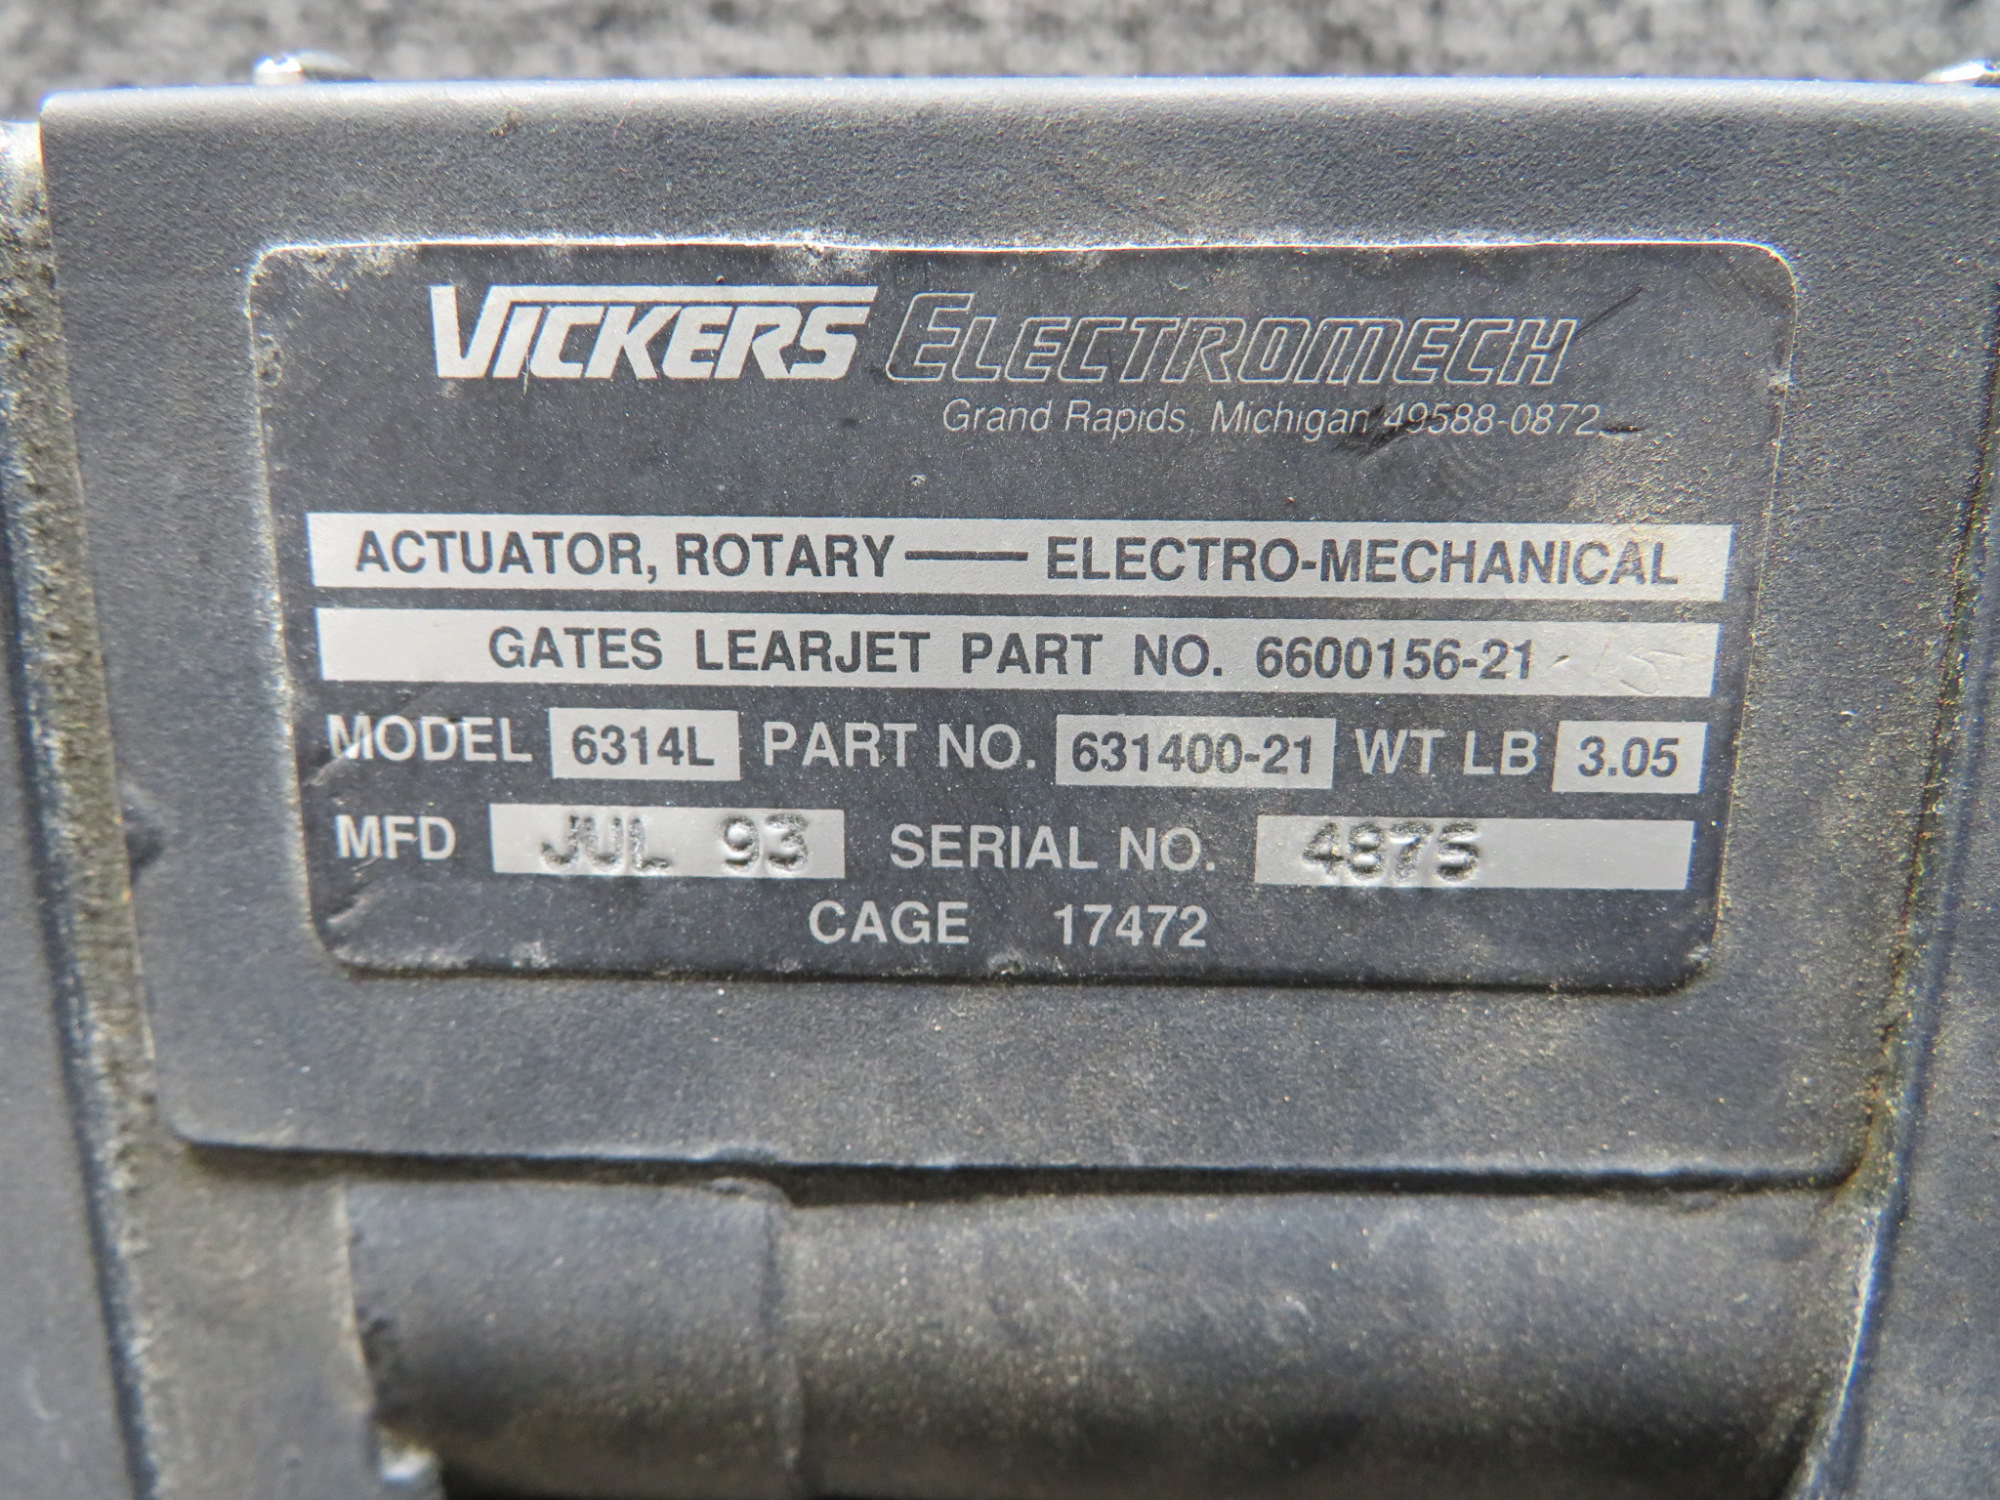 VICKERS ELECTROMECH
Grand Rapids, Michigan 49588-0872
ACTUATOR, ROTARY — ELECTRO-MECHANICAL
GATES LEARJET PART NO. 6600156-21
MODEL 6314L PART NO. 631400-21 WT LB 3.05
MFD JUL 93 SERIAL NO. 4875
CAGE 17472